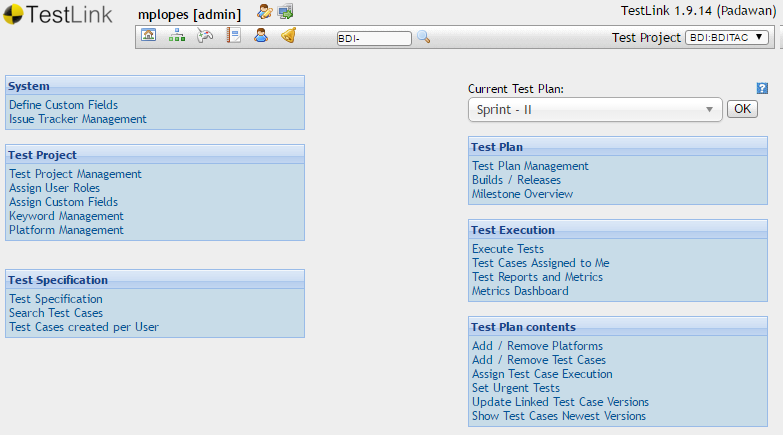 TestLink
mplopes [admin]
TestLink 1.9.14 (Padawan)
BDI-
Test Project
BDI:BDITAC
System
Define Custom Fields
Issue Tracker Management
Test Project
Test Project Management
Assign User Roles
Assign Custom Fields
Keyword Management
Platform Management
Test Specification
Test Specification
Search Test Cases
Test Cases created per User
Current Test Plan:
?
Sprint - II
OK
Test Plan
Test Plan Management
Builds / Releases
Milestone Overview
Test Execution
Execute Tests
Test Cases Assigned to Me
Test Reports and Metrics
Metrics Dashboard
Test Plan contents
Add / Remove Platforms
Add / Remove Test Cases
Assign Test Case Execution
Set Urgent Tests
Update Linked Test Case Versions
Show Test Cases Newest Versions